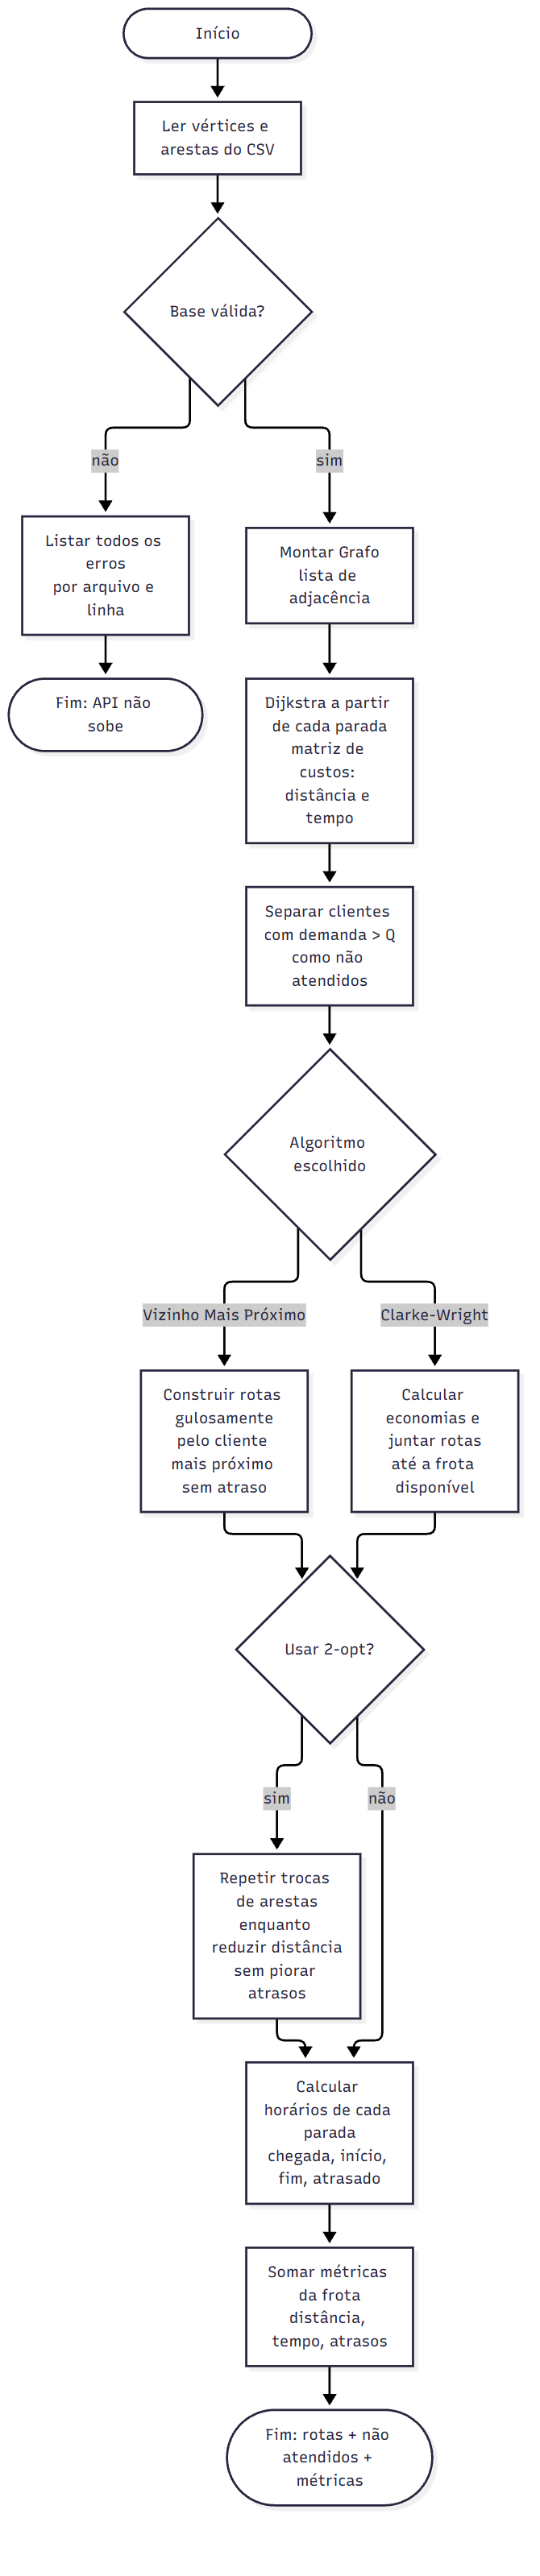 Início
Ler vértices e
arestas do CSV
Base válida?
não
sim
Listar todos os
erros
por arquivo e
linha
Montar Grafo
lista de
adjacência
Fim: API não
sobe
Dijkstra a partir
de cada parada
matriz de
custos:
distância e
tempo
Separar clientes
com demanda > Q
como não
atendidos
Algoritmo
escolhido
Vizinho Mais Próximo
Clarke-Wright
Construir rotas
gulosamente
pelo cliente
mais próximo
sem atraso
Calcular
economias e
juntar rotas
até a frota
disponível
Usar 2-opt?
sim
não
Repetir trocas
de arestas
enquanto
reduzir distância
sem piorar
atrasos
Calcular
horários de cada
parada
chegada, início,
fim, atrasado
Somar métricas
da frota
distância,
tempo, atrasos
Fim: rotas + não
atendidos +
métricas